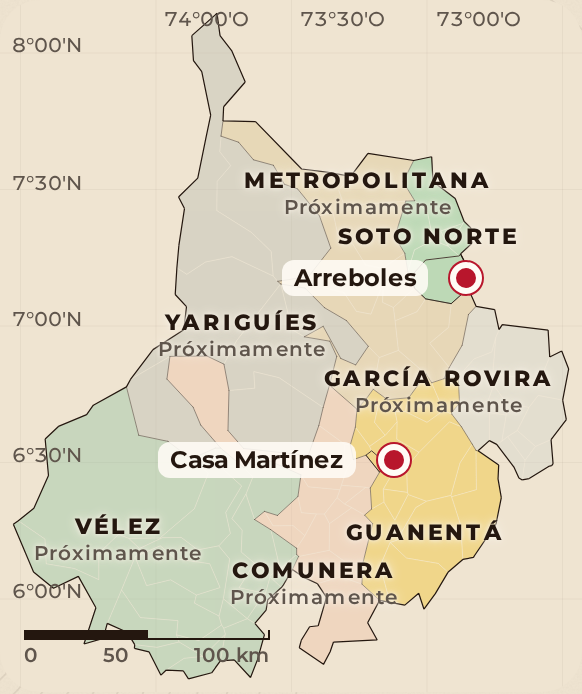 74°00'O 73°30'O 73°00'O
8°00'N
7°30'N
METROPOLITANA
Próximamente
SOTO NORTE
Arreboles
7°00'N
YARIGUÍES
Próximamente
GARCÍA ROVIRA
Próximamente
6°30'N
Casa Martínez
VÉLEZ
Próximamente
GUANENTÁ
COMUNERA
Próximamente
6°00'N
0 50 100 km